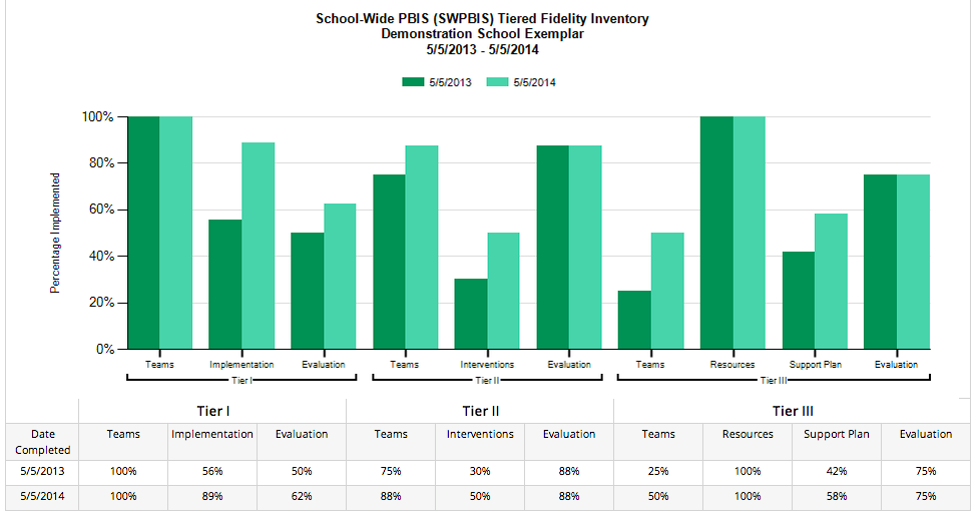 School-Wide PBIS (SWPBIS) Tiered Fidelity Inventory
Demonstration School Exemplar
5/5/2013 - 5/5/2014
5/5/2013 5/5/2014
Percentage Implemented
100%
80%
60%
40%
20%
0%
Teams Implementation Evaluation Teams Interventions Evaluation Teams Resources Support Plan Evaluation
Tier I Tier II Tier III
Tier I Tier II Tier III
Date Completed Teams Implementation Evaluation Teams Interventions Evaluation Teams Resources Support Plan Evaluation
5/5/2013 100% 56% 50% 75% 30% 88% 25% 100% 42% 75%
5/5/2014 100% 89% 62% 88% 50% 88% 50% 100% 58% 75%